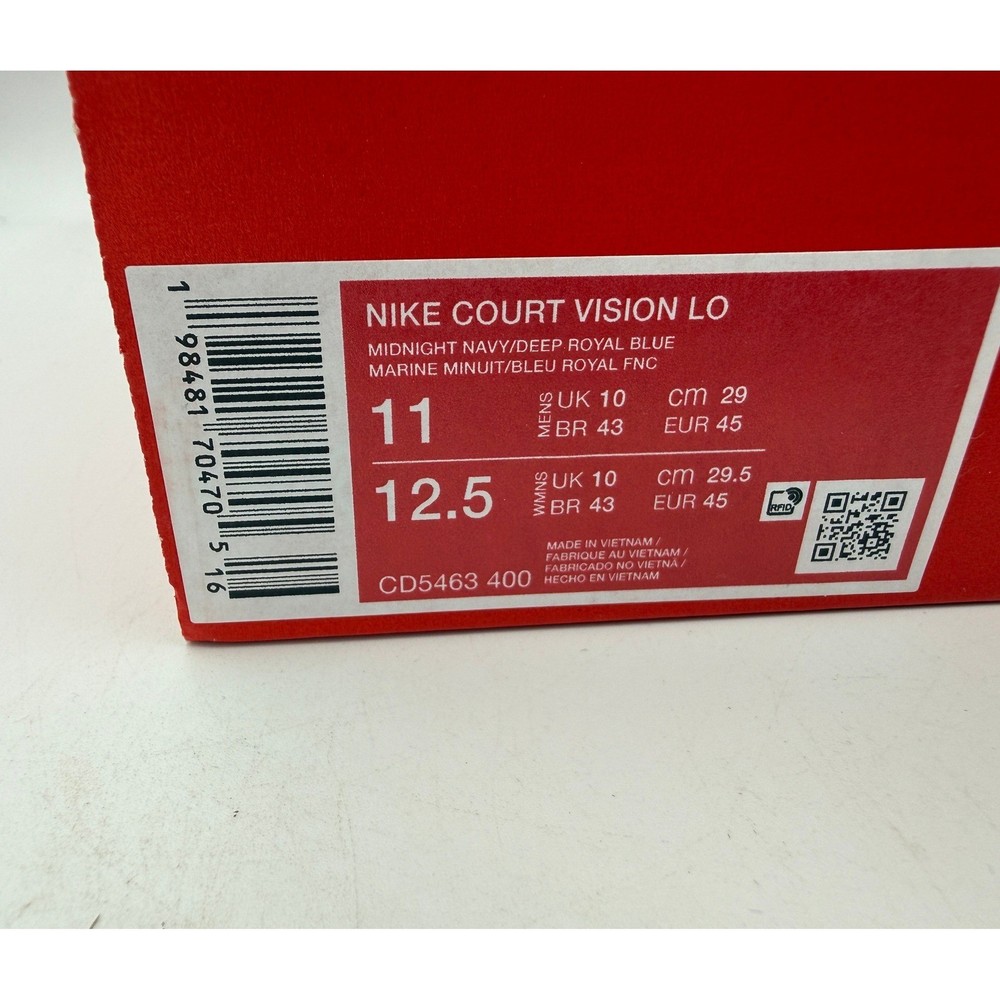 NIKE COURT VISION LO
MIDNIGHT NAVY/DEEP ROYAL BLUE
MARINE MINUIT/BLEU ROYAL FNC
11
MENS
UK 10 cm 29
BR 43 EUR 45
12.5
WMNS
UK 10 cm 29.5
BR 43 EUR 45
RFID
MADE IN VIETNAM /
FABRIQUE AU VIETNAM /
FABRICADO NO VIETNÃ /
HECHO EN VIETNAM
CD5463 400
1 98481 70470 5 16